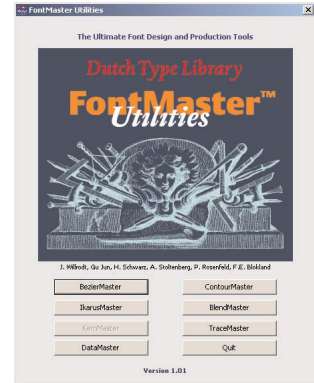 FontMaster Utilities
The Ultimate Font Design and Production Tools
Dutch Type Library
FontMaster™
Utilities
J. Willrodt, Gu Jun, H. Schwarz, A. Stoltenberg, P. Rosenfeld, F.E. Blokland
BezierMaster
ContourMaster
IkarusMaster
BlendMaster
KernMaster
TraceMaster
DataMaster
Quit
Version 1.01